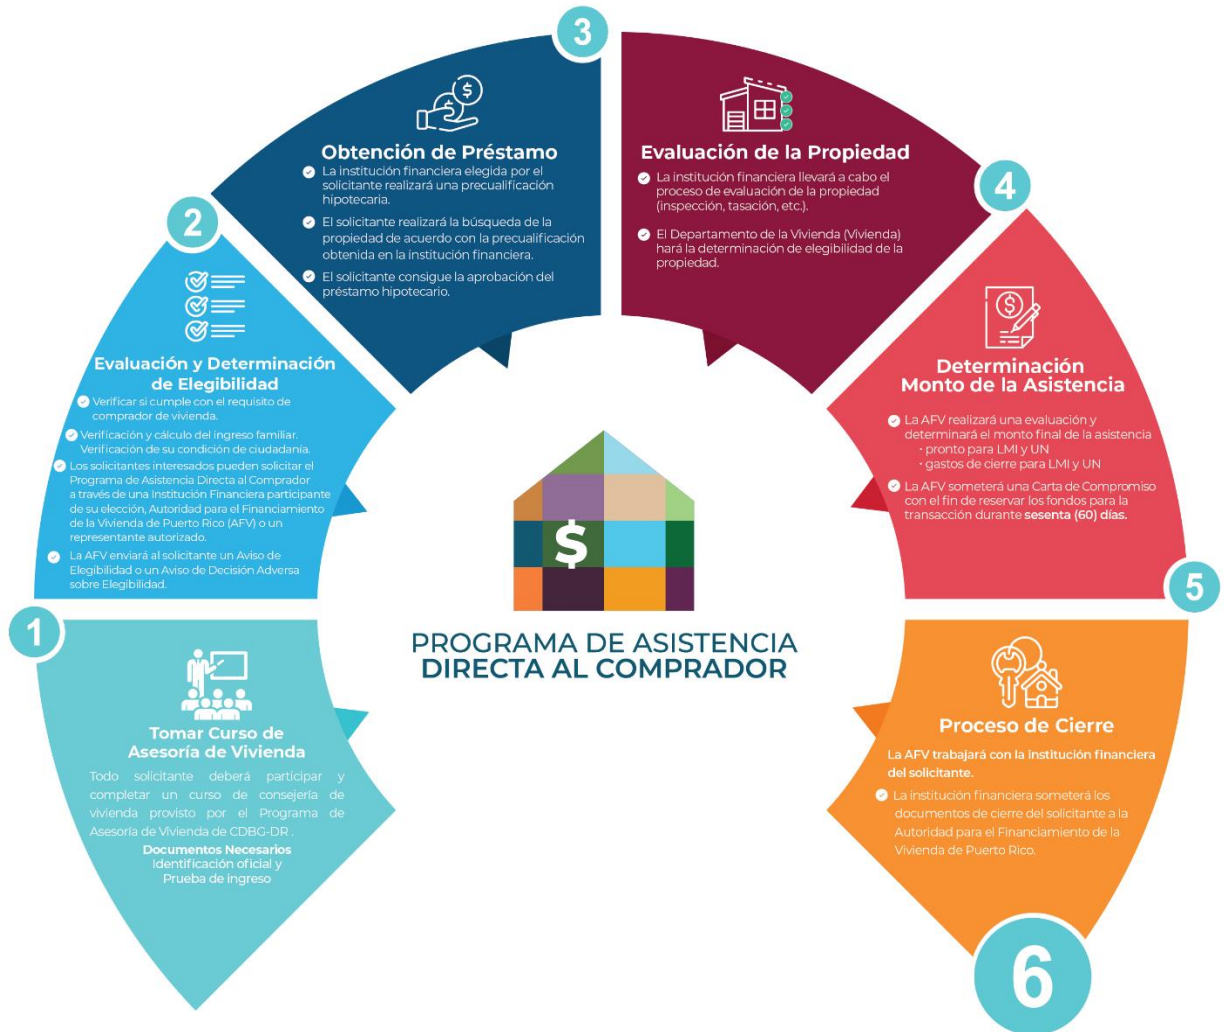 1
Tomar Curso de
Asesoría de Vivienda
Todo solicitante deberá participar y
completar un curso de consejería de
vivienda provisto por el Programa de
Asesoría de Vivienda de CDBG-DR .
Documentos Necesarios
Identificación oficial y
Prueba de ingreso
2
Evaluación y Determinación
de Elegibilidad
Verificar si cumple con el requisito de
comprador de vivienda.
Verificación y cálculo del ingreso familiar.
Verificación de su condición de ciudadanía.
Los solicitantes interesados pueden solicitar el
Programa de Asistencia Directa al Comprador
a través de una Institución Financiera participante
de su elección, Autoridad para el Financiamiento
de la Vivienda de Puerto Rico (AFV) o un
representante autorizado.
La AFV enviará al solicitante un Aviso de
Elegibilidad o un Aviso de Decisión Adversa
sobre Elegibilidad.
3
Obtención de Préstamo
La institución financiera elegida por el
solicitante realizará una precualificación
hipotecaria.
El solicitante realizará la búsqueda de la
propiedad de acuerdo con la precualificación
obtenida en la institución financiera.
El solicitante consigue la aprobación del
préstamo hipotecario.
4
Evaluación de la Propiedad
La institución financiera llevará a cabo el
proceso de evaluación de la propiedad
(inspección, tasación, etc.).
El Departamento de la Vivienda (Vivienda)
hará la determinación de elegibilidad de la
propiedad.
5
Determinación
Monto de la Asistencia
La AFV realizará una evaluación y
determinará el monto final de la asistencia
· pronto para LMI y UN
· gastos de cierre para LMI y UN
La AFV someterá una Carta de Compromiso
con el fin de reservar los fondos para la
transacción durante sesenta (60) días.
6
Proceso de Cierre
La AFV trabajará con la institución financiera
del solicitante.
La institución financiera someterá los
documentos de cierre del solicitante a la
Autoridad para el Financiamiento de la
Vivienda de Puerto Rico.
$
PROGRAMA DE ASISTENCIA
DIRECTA AL COMPRADOR